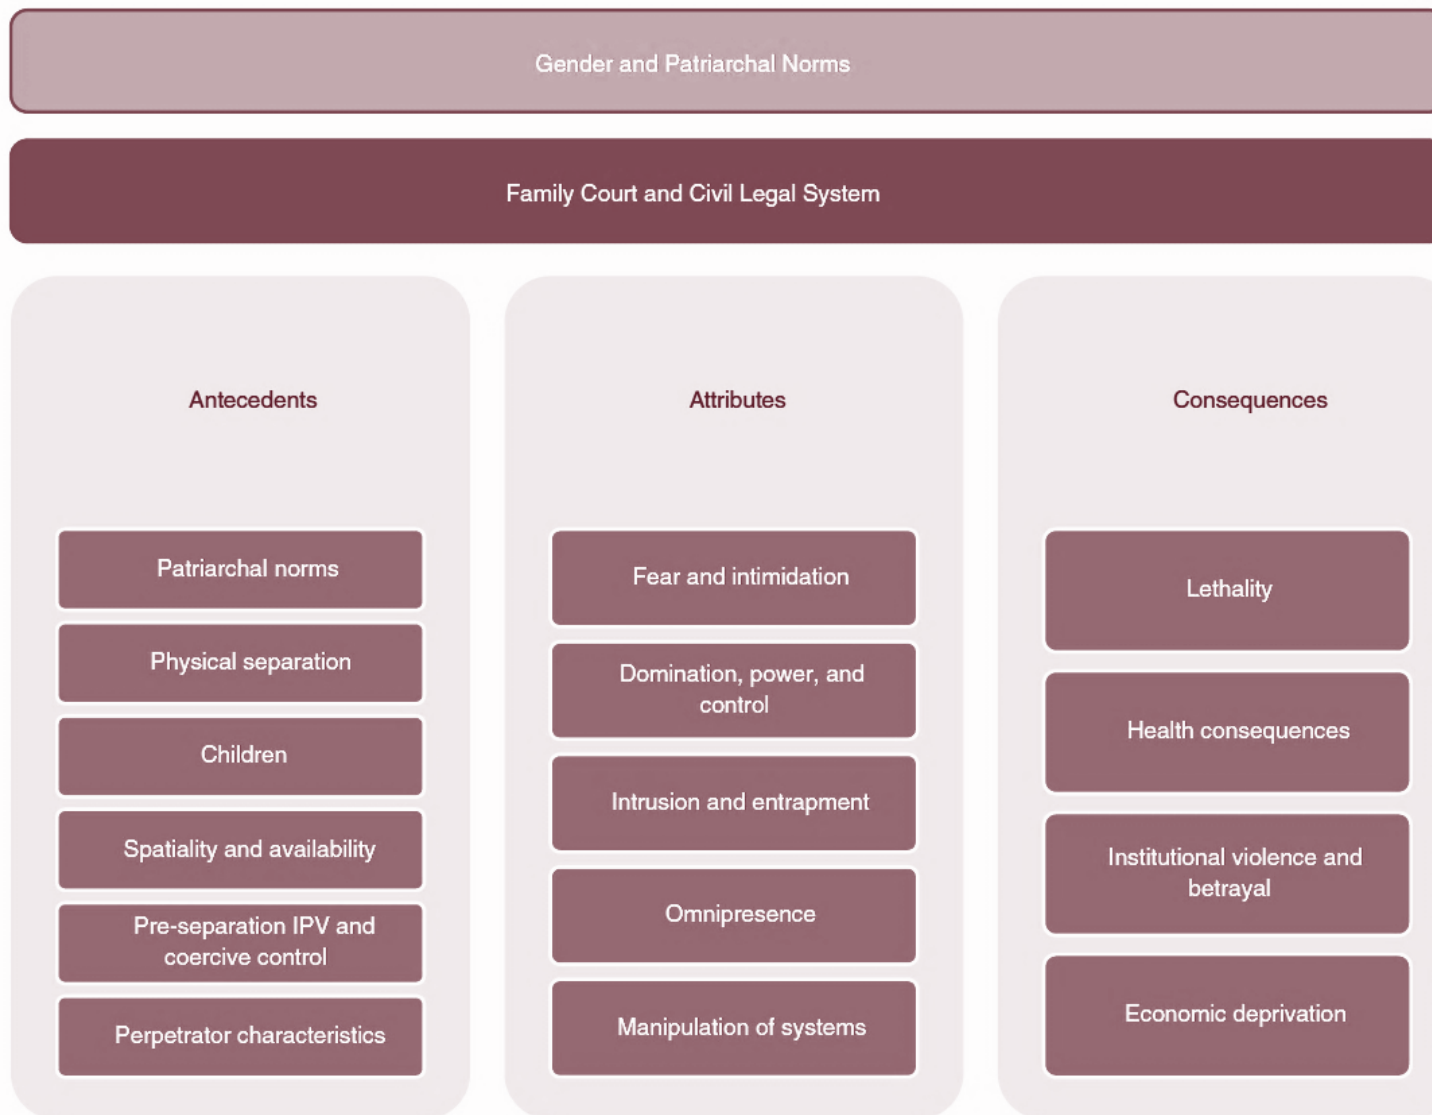 Gender and Patriarchal Norms
Family Court and Civil Legal System
Antecedents
Patriarchal norms
Physical separation
Children
Spatiality and availability
Pre-separation IPV and
coercive control
Perpetrator characteristics
Attributes
Fear and intimidation
Domination, power, and
control
Intrusion and entrapment
Omnipresence
Manipulation of systems
Consequences
Lethality
Health consequences
Institutional violence and
betrayal
Economic deprivation